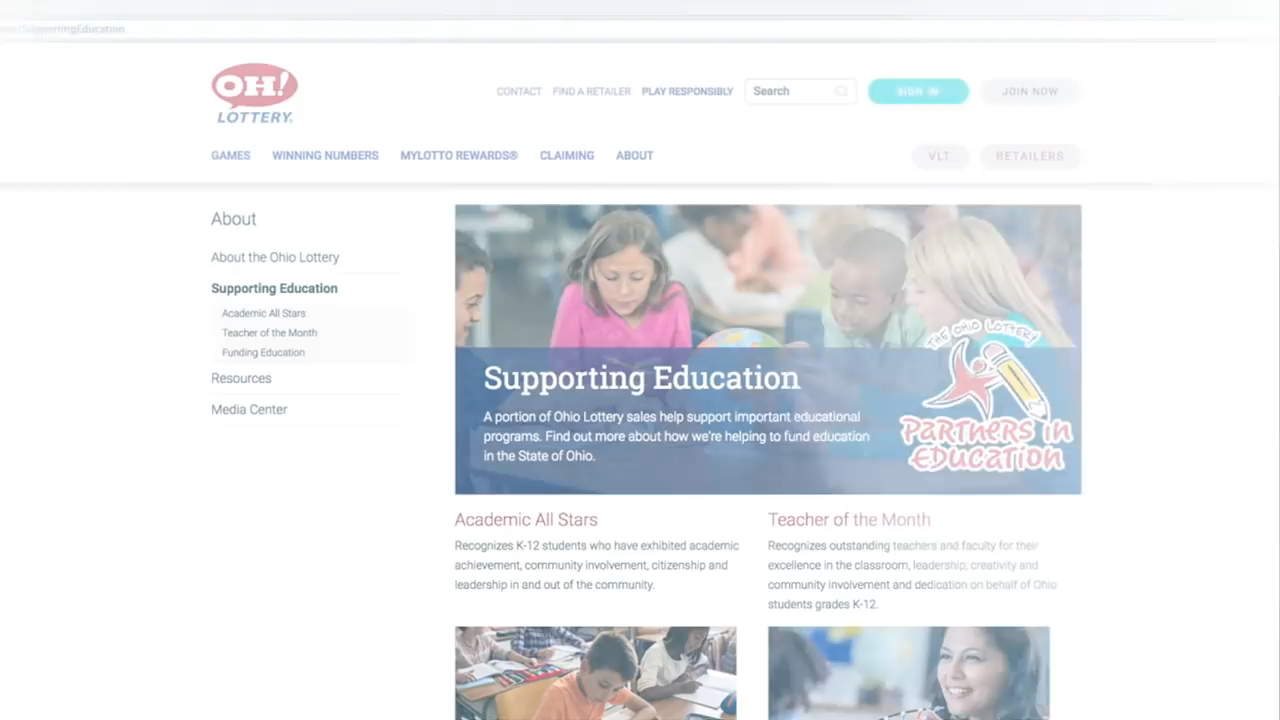 SupportingEducation
OH!
LOTTERY.
CONTACT FIND A RETAILER PLAY RESPONSIBLY Search SIGN IN JOIN NOW
GAMES WINNING NUMBERS MYLOTTO REWARDS® CLAIMING ABOUT VLT RETAILERS
About
About the Ohio Lottery
Supporting Education
Academic All Stars
Teacher of the Month
Funding Education
Resources
Media Center
THE OHIO LOTTERY
PARTNERS IN
EDUCATION
Supporting Education
A portion of Ohio Lottery sales help support important educational
programs. Find out more about how we're helping to fund education
in the State of Ohio.
Academic All Stars
Recognizes K-12 students who have exhibited academic
achievement, community involvement, citizenship and
leadership in and out of the community.
Teacher of the Month
Recognizes outstanding teachers and faculty for their
excellence in the classroom, leadership, creativity and
community involvement and dedication on behalf of Ohio
students grades K-12.